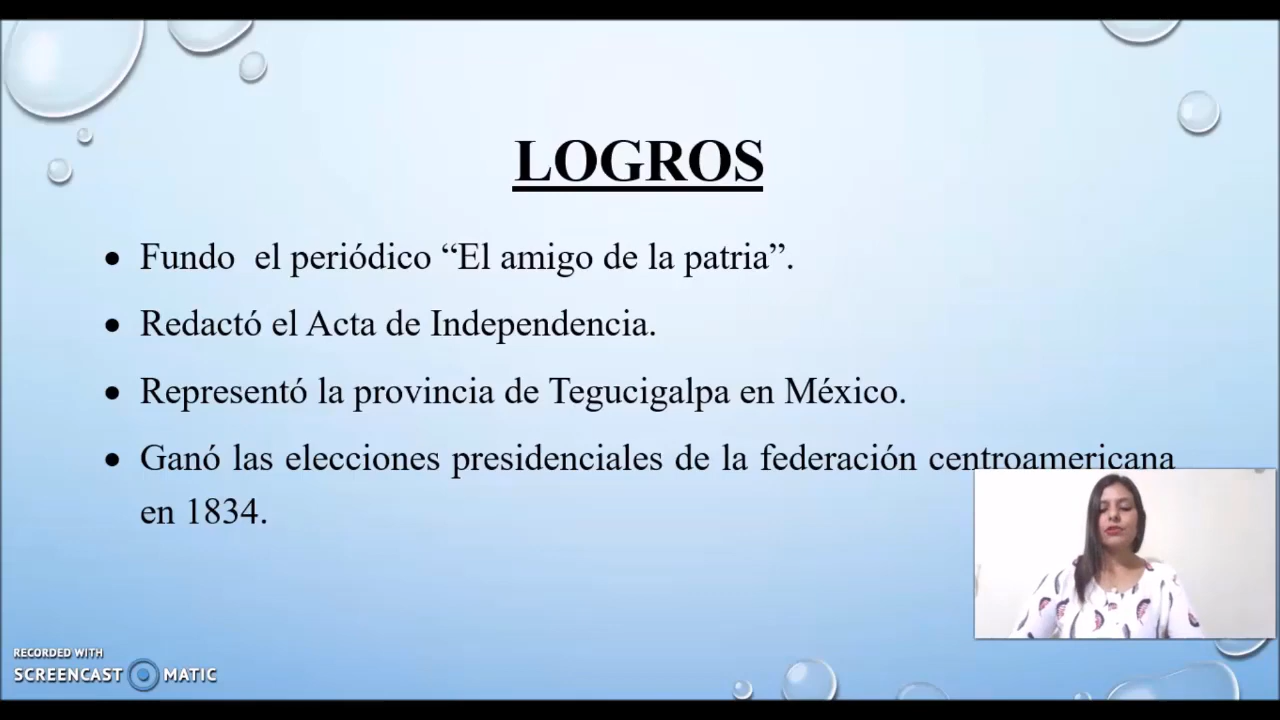 LOGROS
• Fundo el periódico “El amigo de la patria”.
• Redactó el Acta de Independencia.
• Representó la provincia de Tegucigalpa en México.
• Ganó las elecciones presidenciales de la federación centroamericana
en 1834.
RECORDED WITH
SCREENCAST MATIC